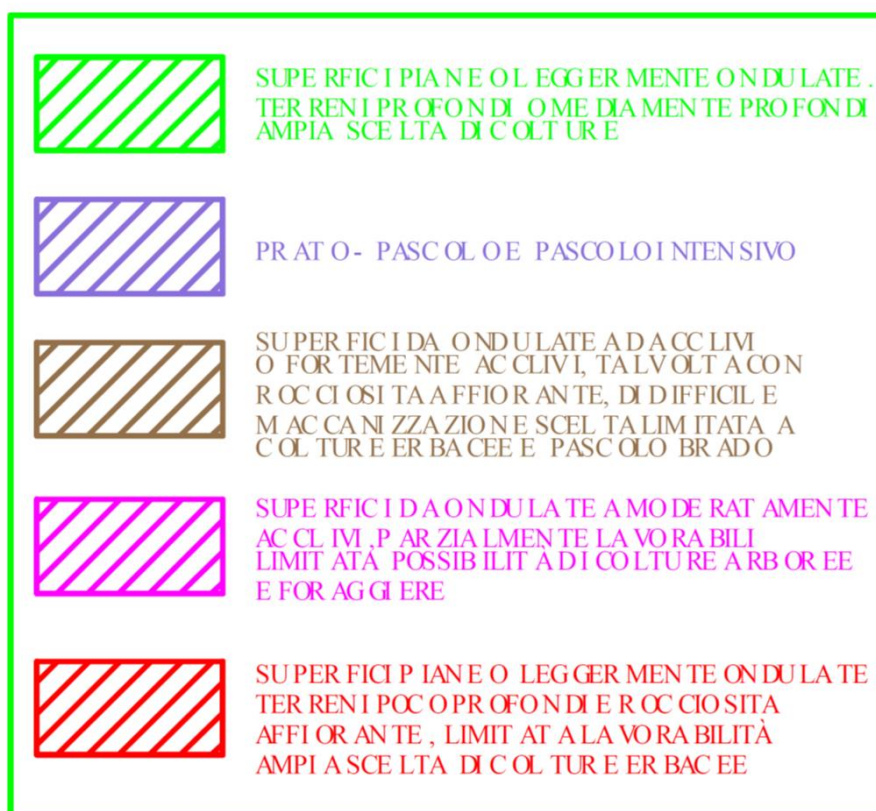 SUPERFICI PIANE O LEGGERMENTE ONDULATE.
TERRENI PROFONDI O MEDIAMENTE PROFONDI
AMPIA SCELTA DI COLTURE
PRATO - PASCOLO E PASCOLO INTENSIVO
SUPERFICI DA ONDULATE AD ACCLIVI
O FORTEMENTE ACCLIVI, TALVOLTA CON
ROCCIOSITA AFFIORANTE, DI DIFFICILE
MACCANIZZAZIONE SCELTA LIMITATA A
COLTURE ERBACEE E PASCOLO BRADO
SUPERFICI DA ONDULATE A MODERATAMENTE
ACCLIVI, PARZIALMENTE LAVORABILI
LIMITATA POSSIBILITÀ DI COLTURE ARBOREE
E FORAGGIERE
SUPERFICI PIANE O LEGGERMENTE ONDULATE
TERRENI POCO PROFONDI E ROCCIOSITA
AFFIORANTE, LIMITATA LAVORABILITÀ
AMPIA SCELTA DI COLTURE ERBACEE